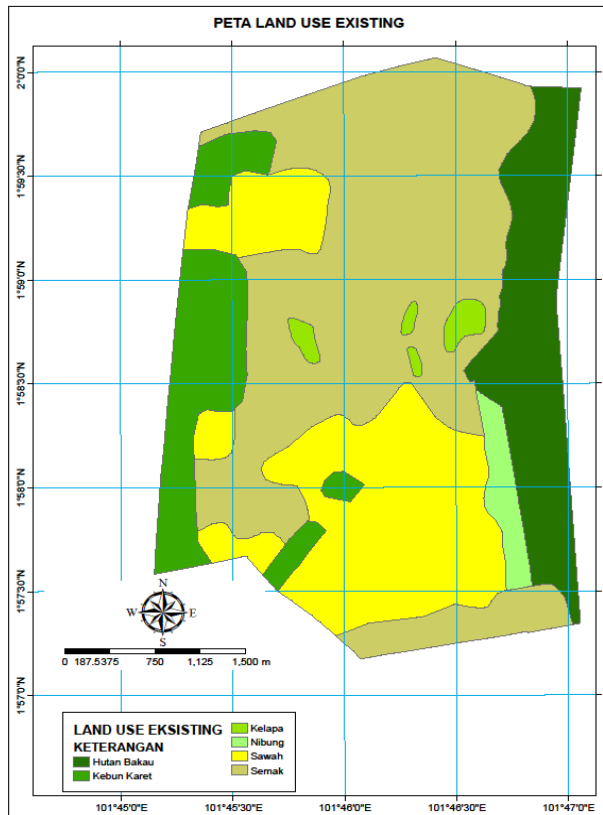 PETA LAND USE EXISTING
2°0'0"N
1°59'30"N
1°59'0"N
1°58'30"N
1°58'0"N
1°57'30"N
1°57'0"N
N
W E
S
0 187.5375 750 1,125 1,500 m
LAND USE EKSISTING
KETERANGAN
Hutan Bakau
Kebun Karet
Kelapa
Nibung
Sawah
Semak
101°45'0"E 101°45'30"E 101°46'0"E 101°46'30"E 101°47'0"E